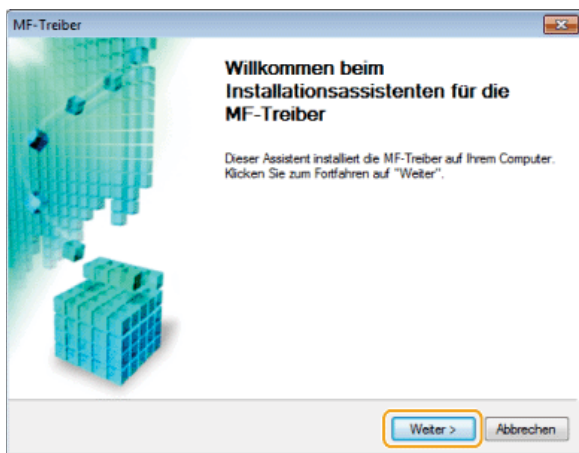 MF-Treiber
Willkommen beim
Installationsassistenten für die
MF-Treiber
Dieser Assistent installiert die MF-Treiber auf Ihrem Computer.
Klicken Sie zum Fortfahren auf "Weiter".
Weiter >
Abbrechen